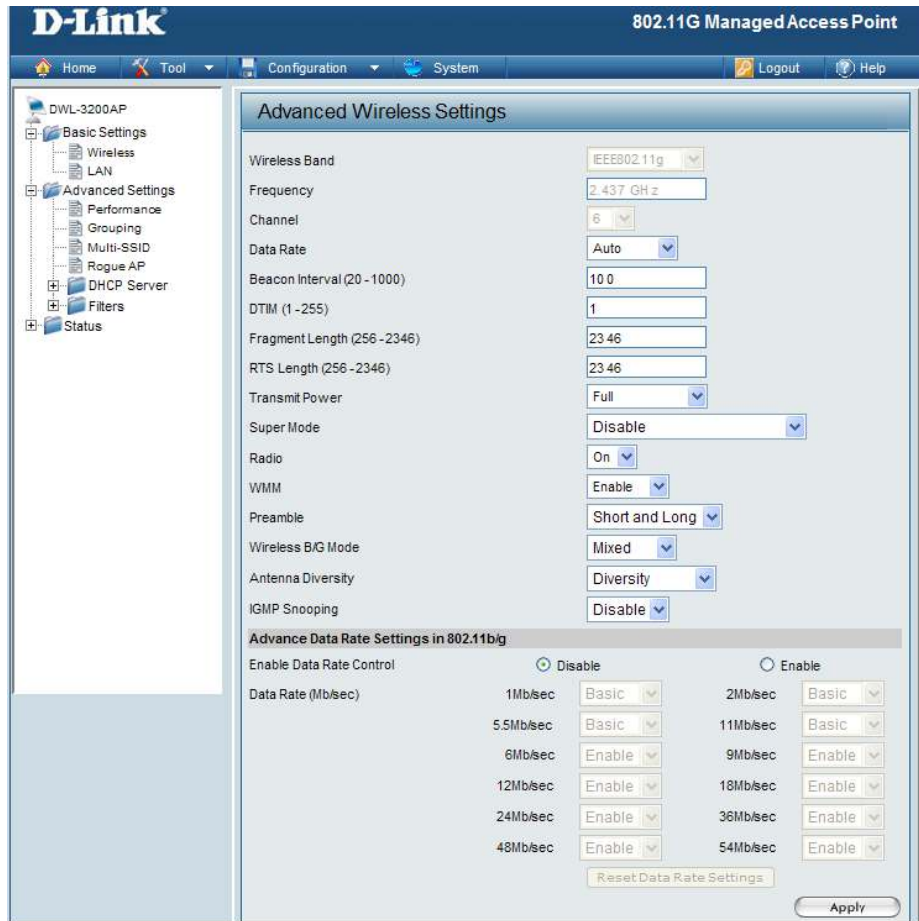 D-Link
802.11G Managed Access Point
Home Tool Configuration System Logout Help
DWL-3200AP
Basic Settings
Wireless
LAN
Advanced Settings
Performance
Grouping
Multi-SSID
Rogue AP
DHCP Server
Filters
Status
Advanced Wireless Settings
Wireless Band IEEE802.11g
Frequency 2.437 GHz
Channel 6
Data Rate Auto
Beacon Interval (20 - 1000) 100
DTIM (1 - 255) 1
Fragment Length (256 - 2346) 2346
RTS Length (256 - 2346) 2346
Transmit Power Full
Super Mode Disable
Radio On
WMM Enable
Preamble Short and Long
Wireless B/G Mode Mixed
Antenna Diversity Diversity
IGMP Snooping Disable
Advance Data Rate Settings in 802.11b/g
Enable Data Rate Control Disable Enable
Data Rate (Mb/sec) 1Mb/sec Basic 2Mb/sec Basic
5.5Mb/sec Basic 11Mb/sec Basic
6Mb/sec Enable 9Mb/sec Enable
12Mb/sec Enable 18Mb/sec Enable
24Mb/sec Enable 36Mb/sec Enable
48Mb/sec Enable 54Mb/sec Enable
Reset Data Rate Settings
Apply